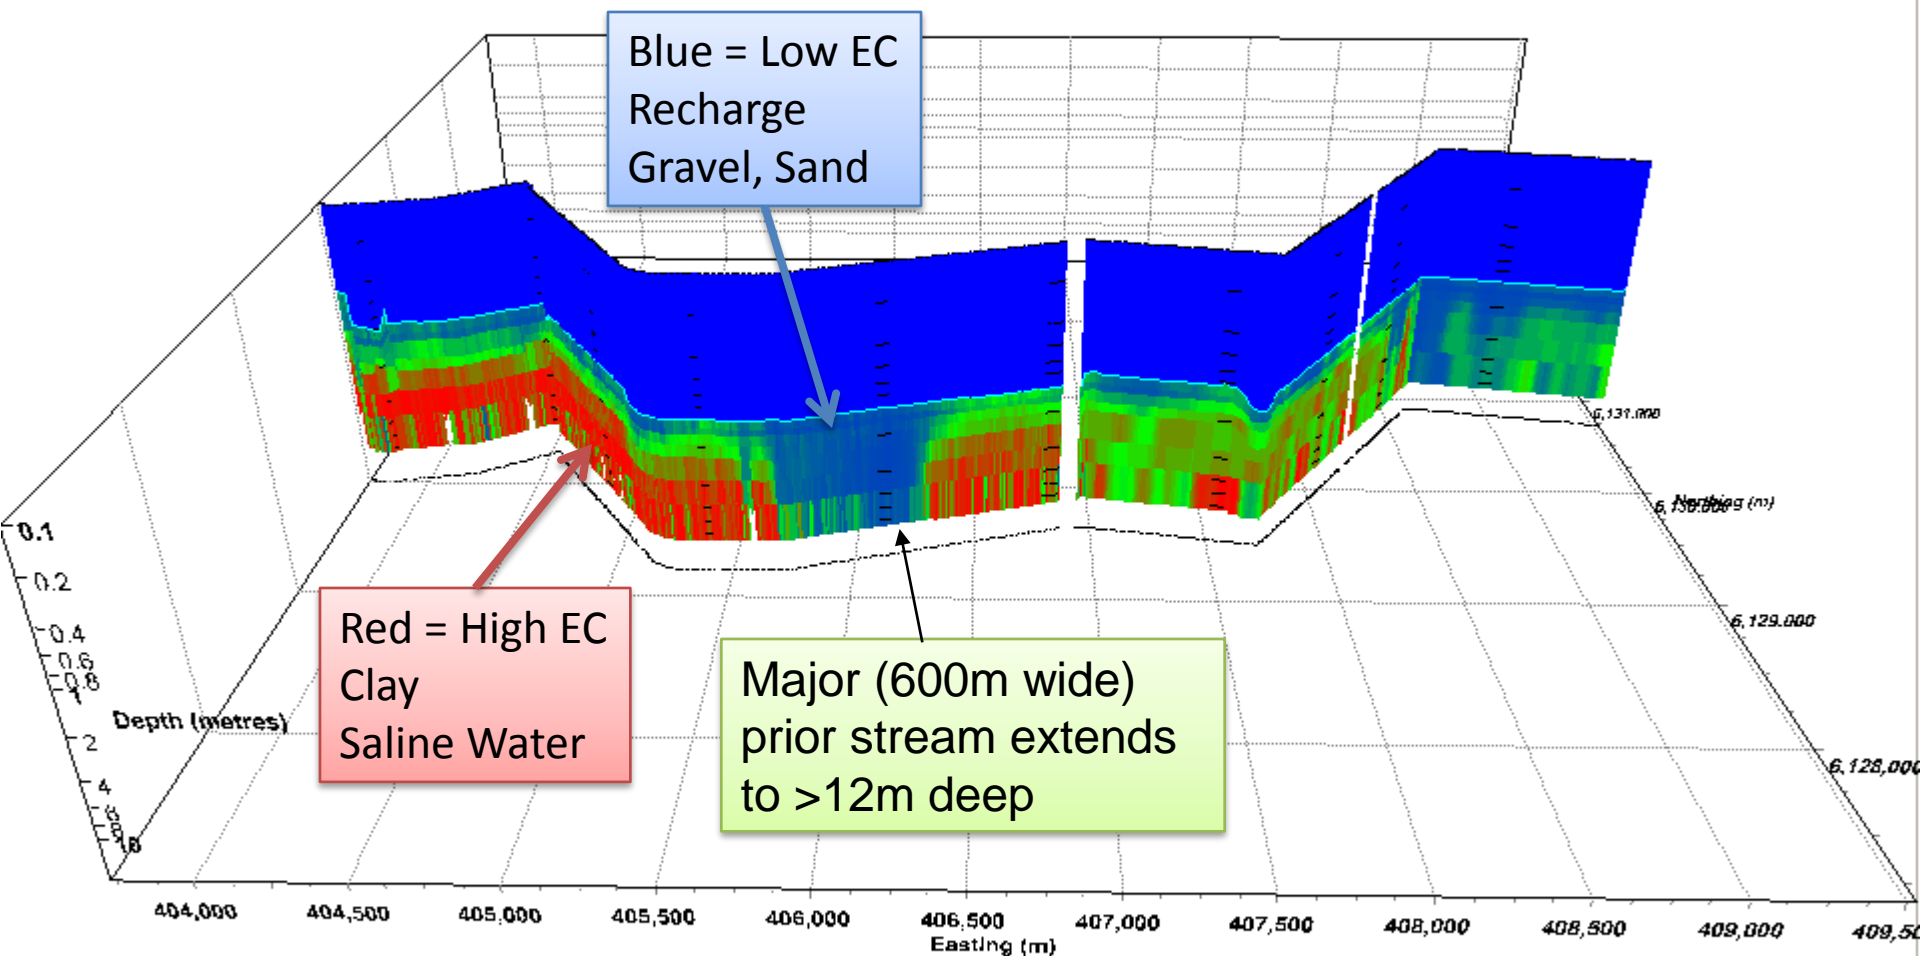 Blue = Low EC
Recharge
Gravel, Sand
Red = High EC
Clay
Saline Water
Major (600m wide)
prior stream extends
to >12m deep
0.1
0.2
0.4
0.6
0.8
1
2
4
10
Depth (metres)
6,131,000
Northing (m)
6,129,000
6,128,000
404,000
404,500
405,000
405,500
406,000
406,500
407,000
407,500
408,000
408,500
409,000
Easting (m)